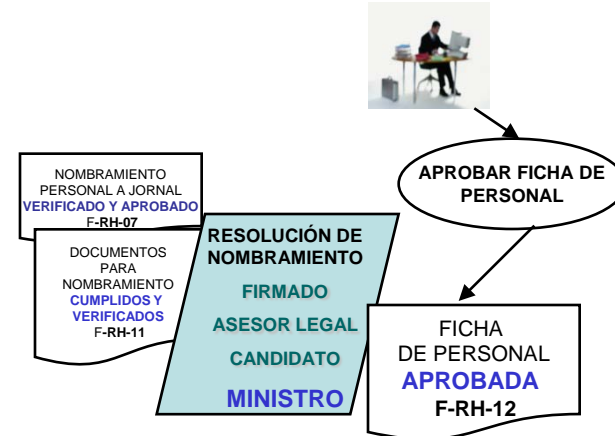 APROBAR FICHA DE
PERSONAL
NOMBRAMIENTO
PERSONAL A JORNAL
VERIFICADO Y APROBADO
F-RH-07
DOCUMENTOS
PARA
NOMBRAMIENTO
CUMPLIDOS Y
VERIFICADOS
F-RH-11
RESOLUCIÓN DE
NOMBRAMIENTO
FIRMADO
ASESOR LEGAL
CANDIDATO
MINISTRO
FICHA
DE PERSONAL
APROBADA
F-RH-12